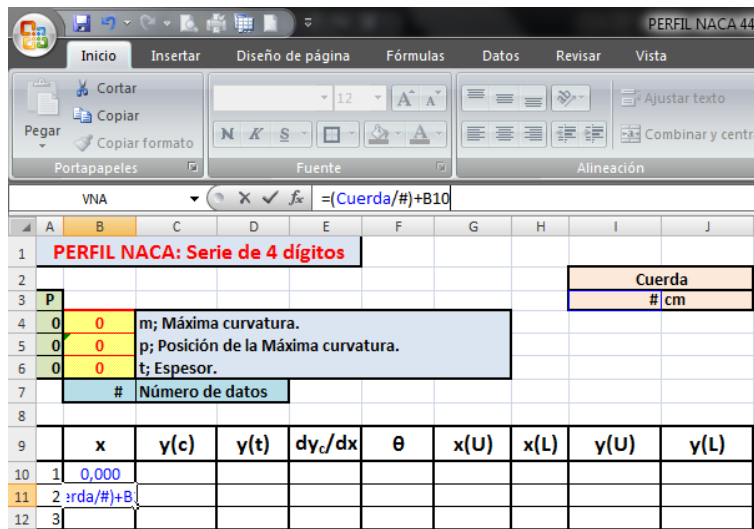 PERFIL NACA 44
Inicio Insertar Diseño de página Fórmulas Datos Revisar Vista
Cortar
Copiar
Copiar formato
Pegar
12
A A
N K S
A
Ajustar texto
Combinar y centr
Portapapeles Fuente Alineación
VNA fx =(Cuerda/#)+B10
A B C D E F G H I J
1 PERFIL NACA: Serie de 4 dígitos
2 Cuerda
3 P # cm
4 0 0 m; Máxima curvatura.
5 0 0 p; Posición de la Máxima curvatura.
6 0 0 t; Espesor.
7 # Número de datos
8
9 x y(c) y(t) dyc/dx θ x(U) x(L) y(U) y(L)
10 1 0,000
11 2 erda/#)+B1
12 3